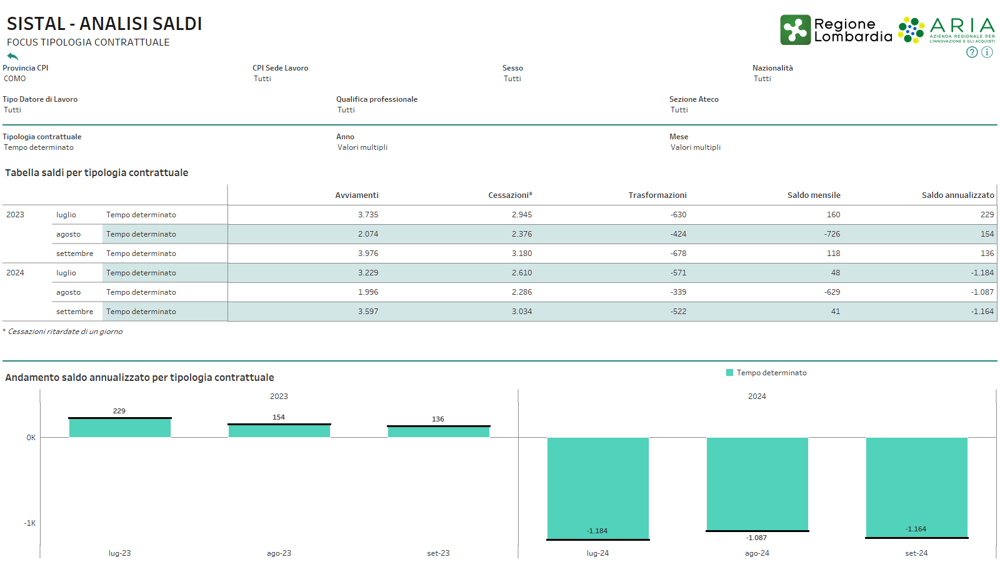 SISTAL - ANALISI SALDI
FOCUS TIPOLOGIA CONTRATTUALE
Regione
Lombardia
ARIA
AZIENDA REGIONALE PER
L'INNOVAZIONE E GLI ACQUISTI
? i
Provincia CPI CPI Sede Lavoro Sesso Nazionalità
COMO Tutti Tutti Tutti
Tipo Datore di Lavoro Qualifica professionale Sezione Ateco
Tutti Tutti Tutti
Tipologia contrattuale Anno Mese
Tempo determinato Valori multipli Valori multipli
Tabella saldi per tipologia contrattuale
Avviamenti Cessazioni* Trasformazioni Saldo mensile Saldo annualizzato
2023 luglio Tempo determinato 3.735 2.945 -630 160 229
agosto Tempo determinato 2.074 2.376 -424 -726 154
settembre Tempo determinato 3.976 3.180 -678 118 136
2024 luglio Tempo determinato 3.229 2.610 -571 48 -1.184
agosto Tempo determinato 1.996 2.286 -339 -629 -1.087
settembre Tempo determinato 3.597 3.034 -522 41 -1.164
* Cessazioni ritardate di un giorno
Andamento saldo annualizzato per tipologia contrattuale
Tempo determinato
2023 2024
229 154 136
0K
-1K
-1.184 -1.087 -1.164
lug-23 ago-23 set-23 lug-24 ago-24 set-24